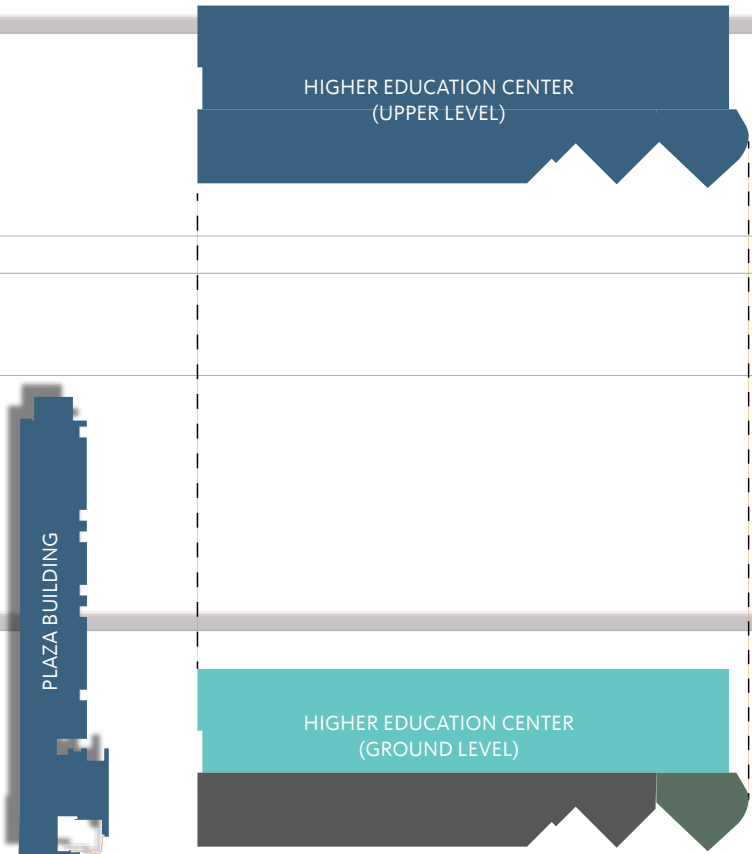 HIGHER EDUCATION CENTER
(UPPER LEVEL)
PLAZA BUILDING
HIGHER EDUCATION CENTER
(GROUND LEVEL)